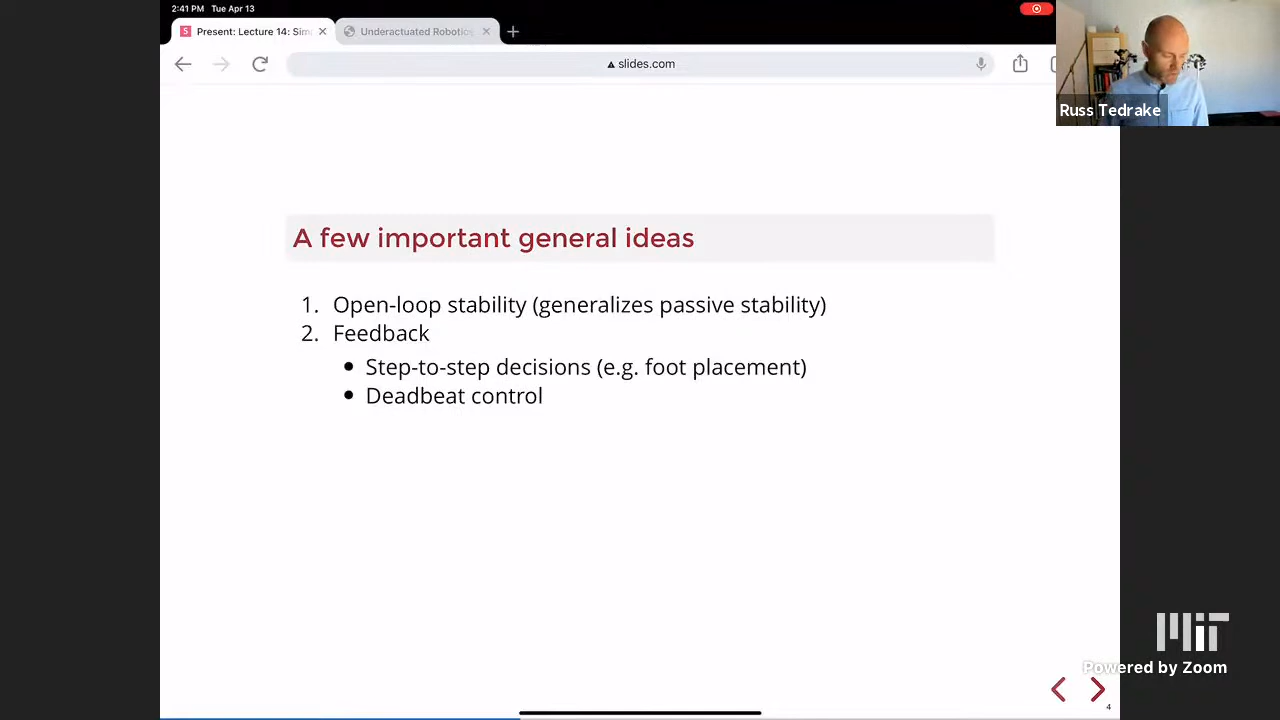 2:41 PM Tue Apr 13
Present: Lecture 14: Sim
Underactuated Robotic
slides.com
Russ Tedrake
A few important general ideas
1. Open-loop stability (generalizes passive stability)
2. Feedback
• Step-to-step decisions (e.g. foot placement)
• Deadbeat control
MIT
Powered by Zoom
4